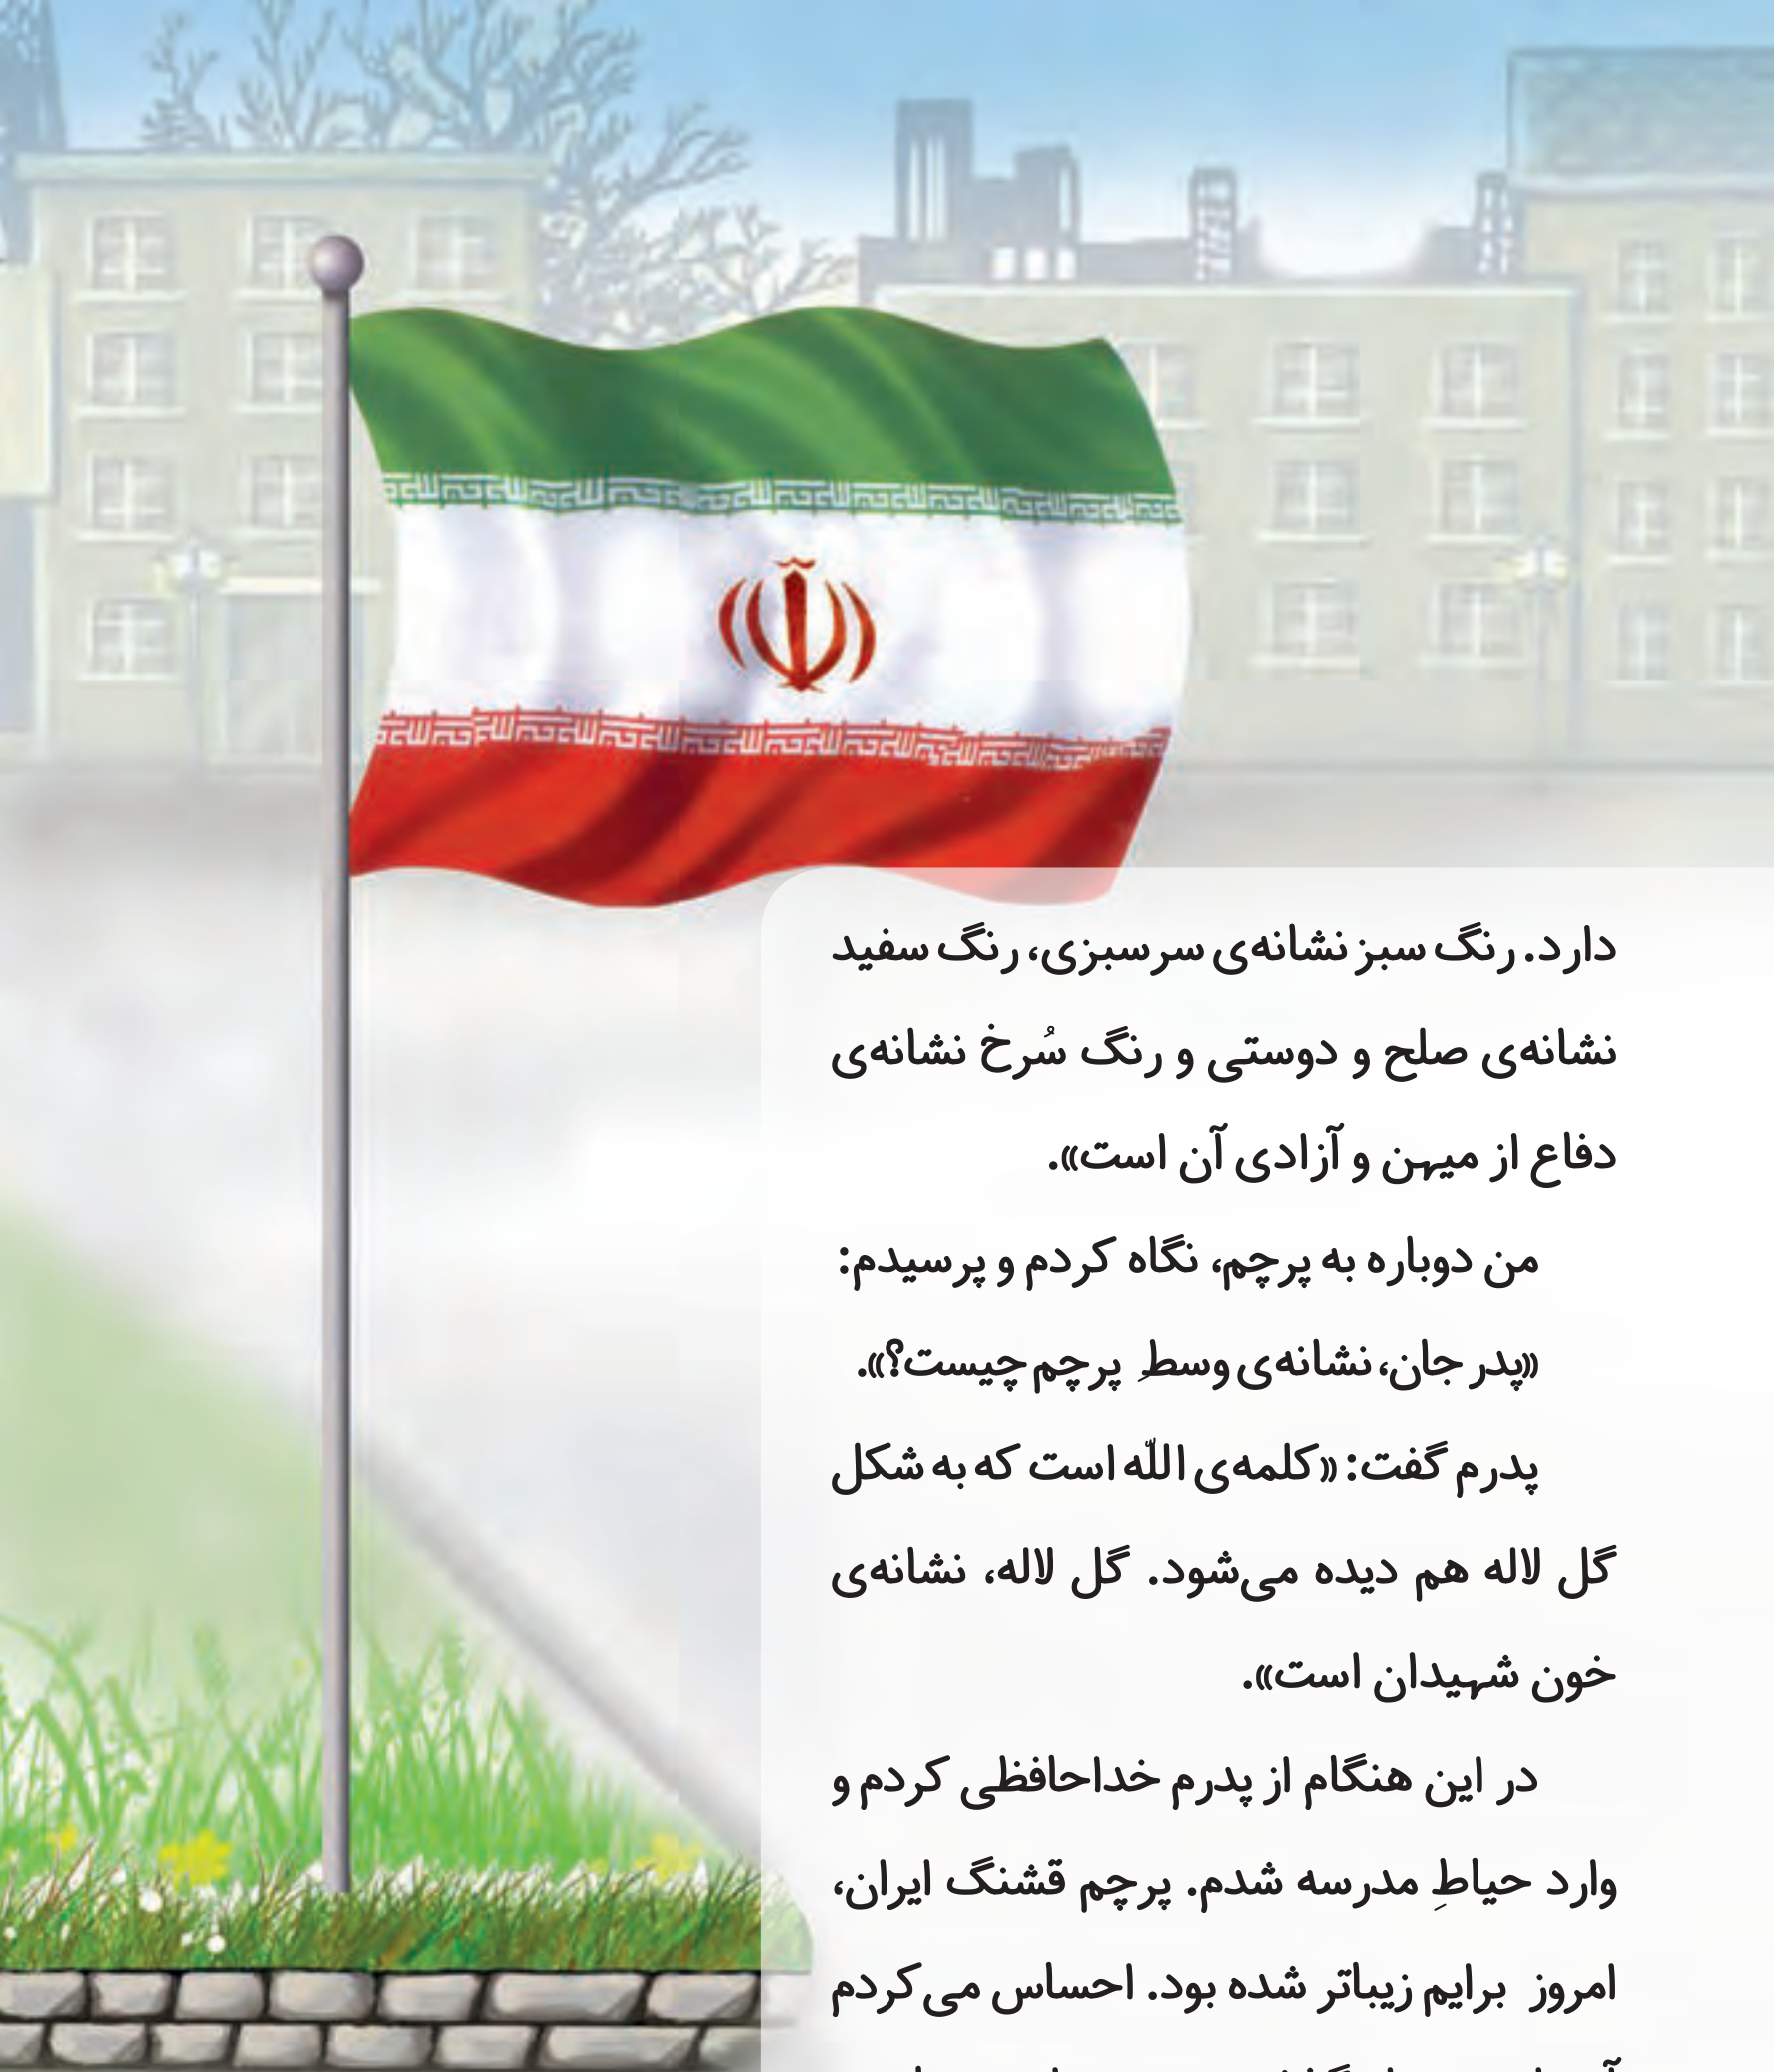 دارد. رنگ سبز نشانه‌ی سرسبزی، رنگ سفید
نشانه‌ی صلح و دوستی و رنگ سُرخ نشانه‌ی
دفاع از میهن و آزادی آن است».
من دوباره به پرچم، نگاه کردم و پرسیدم:
«پدر جان، نشانه‌ی وسطِ پرچم چیست؟».
پدرم گفت: «کلمه‌ی اللّه است که به شکل
گل لاله هم دیده می‌شود. گل لاله، نشانه‌ی
خون شهیدان است».
در این هنگام از پدرم خداحافظی کردم و
وارد حیاطِ مدرسه شدم. پرچم قشنگ ایران،
امروز برایم زیباتر شده بود. احساس می‌کردم